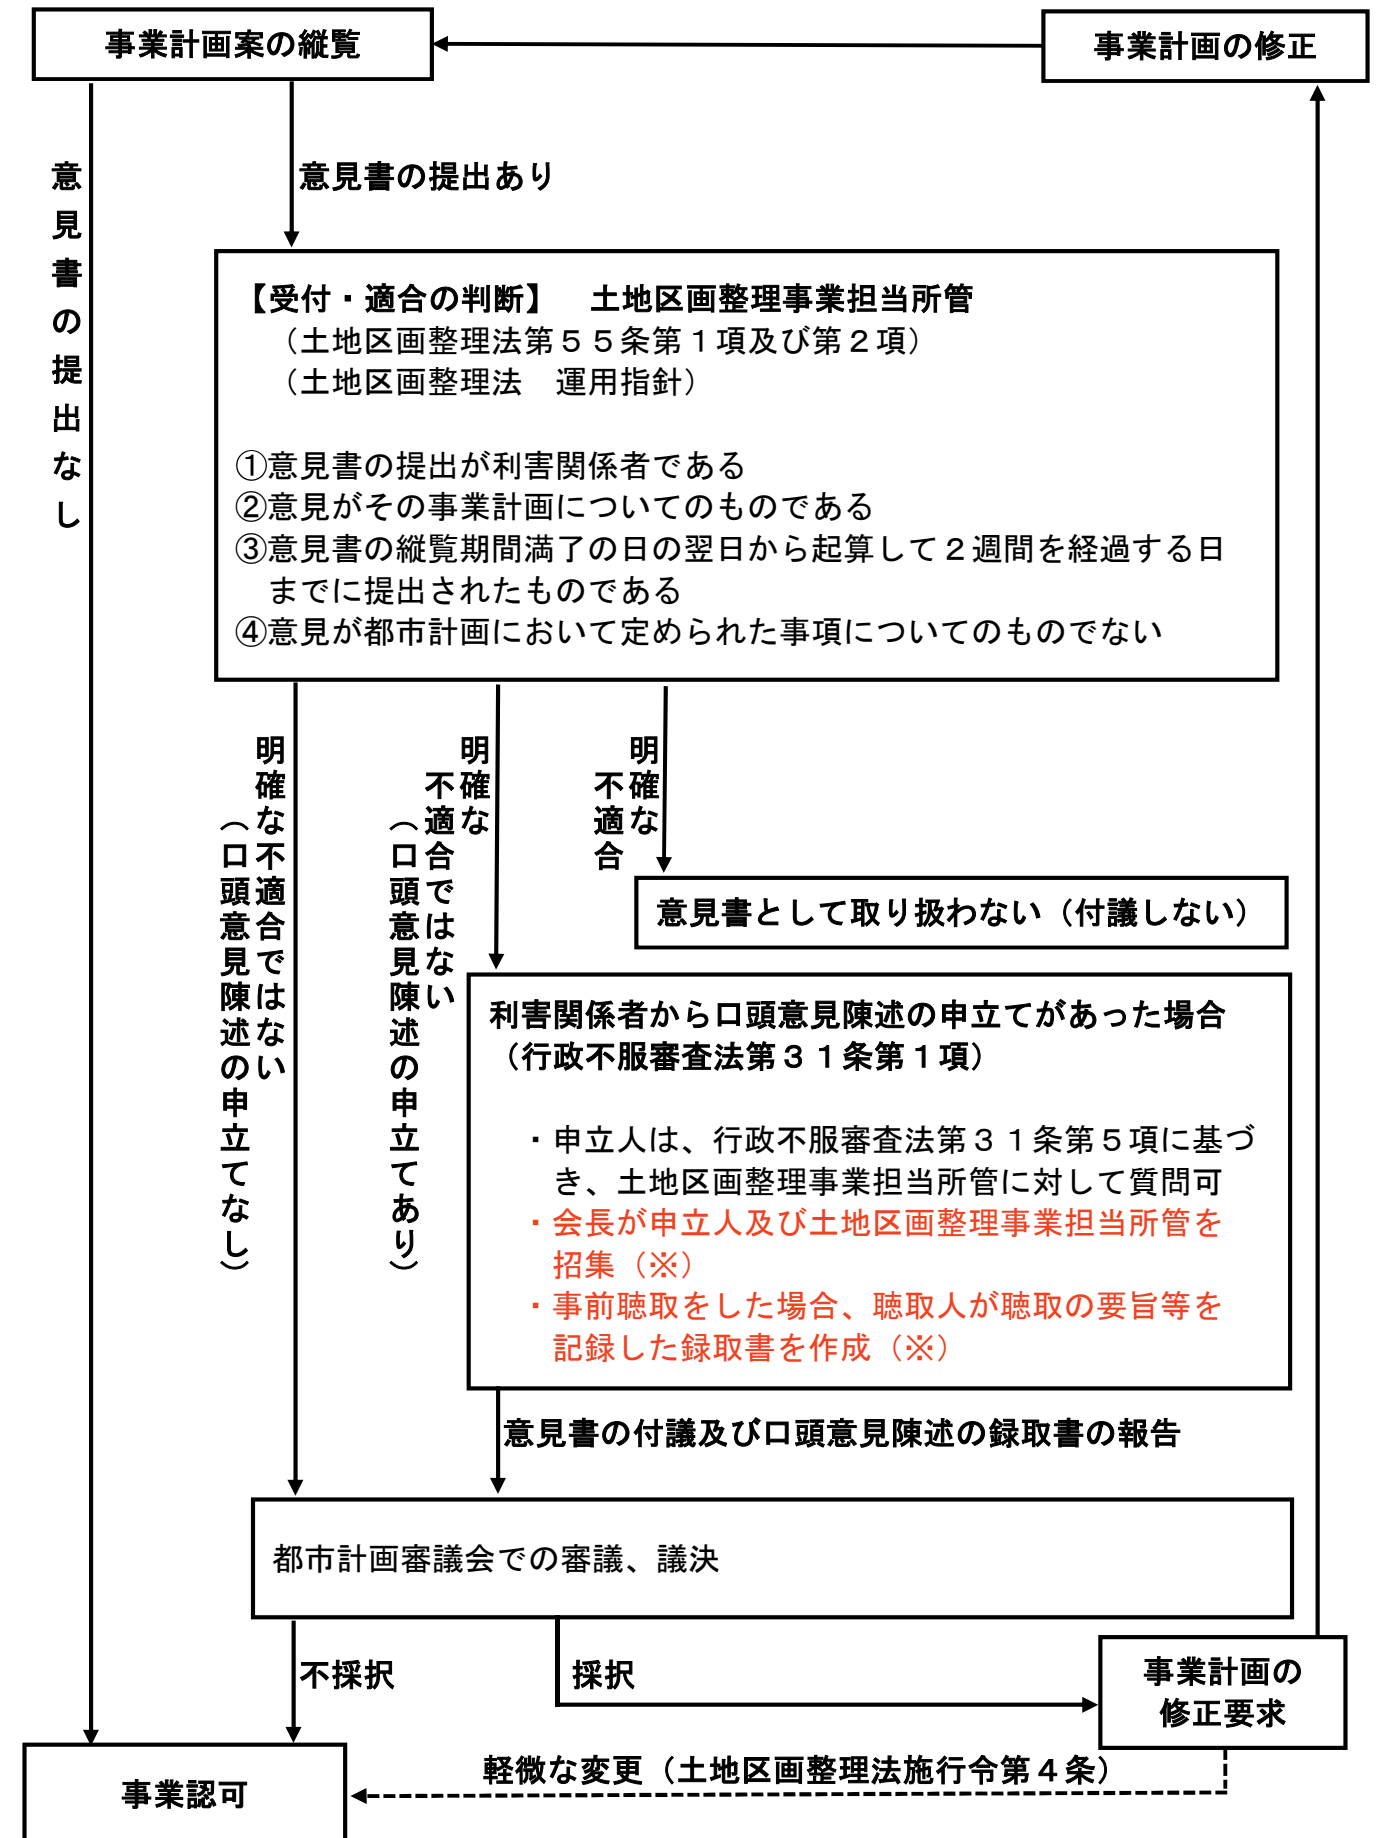 事業計画案の縦覧
事業計画の修正
意見書の提出なし
意見書の提出あり
【受付・適合の判断】　土地区画整理事業担当所管
（土地区画整理法第５５条第１項及び第２項）
（土地区画整理法　運用指針）
①意見書の提出が利害関係者である
②意見がその事業計画についてのものである
③意見書の縦覧期間満了の日の翌日から起算して２週間を経過する日
までに提出されたものである
④意見が都市計画において定められた事項についてのものでない
明確な不適合ではない
（口頭意見陳述の申立てなし）
明確な
不適合ではない
（口頭意見陳述の申立てあり）
明確な
不適合
意見書として取り扱わない（付議しない）
利害関係者から口頭意見陳述の申立てがあった場合
（行政不服審査法第３１条第１項）
・申立人は、行政不服審査法第３１条第５項に基づ
き、土地区画整理事業担当所管に対して質問可
・会長が申立人及び土地区画整理事業担当所管を
招集（※）
・事前聴取をした場合、聴取人が聴取の要旨等を
記録した録取書を作成（※）
意見書の付議及び口頭意見陳述の録取書の報告
都市計画審議会での審議、議決
不採択
採択
事業計画の
修正要求
軽微な変更（土地区画整理法施行令第４条）
事業認可